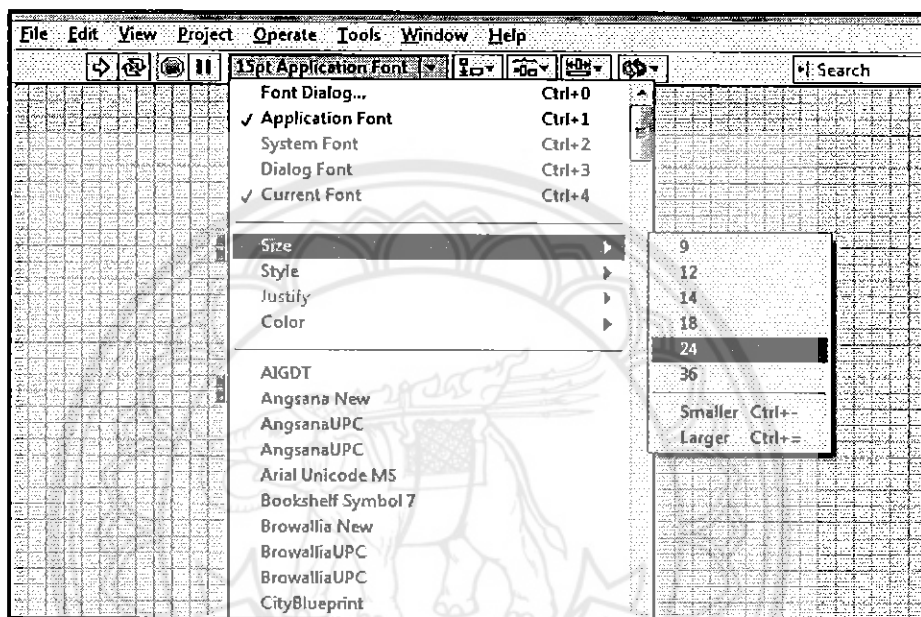 File Edit View Project Operate Tools Window Help
15pt Application Font Search
Font Dialog... Ctrl+0
✓ Application Font Ctrl+1
System Font Ctrl+2
Dialog Font Ctrl+3
✓ Current Font Ctrl+4
Size
Style
Justify
Color
9
12
14
18
24
36
Smaller Ctrl+-
Larger Ctrl+=
AIGDT
Angsana New
AngsanaUPC
AngsanaUPC
Arial Unicode MS
Bookshelf Symbol 7
Browallia New
BrowalliaUPC
BrowalliaUPC
CityBlueprint